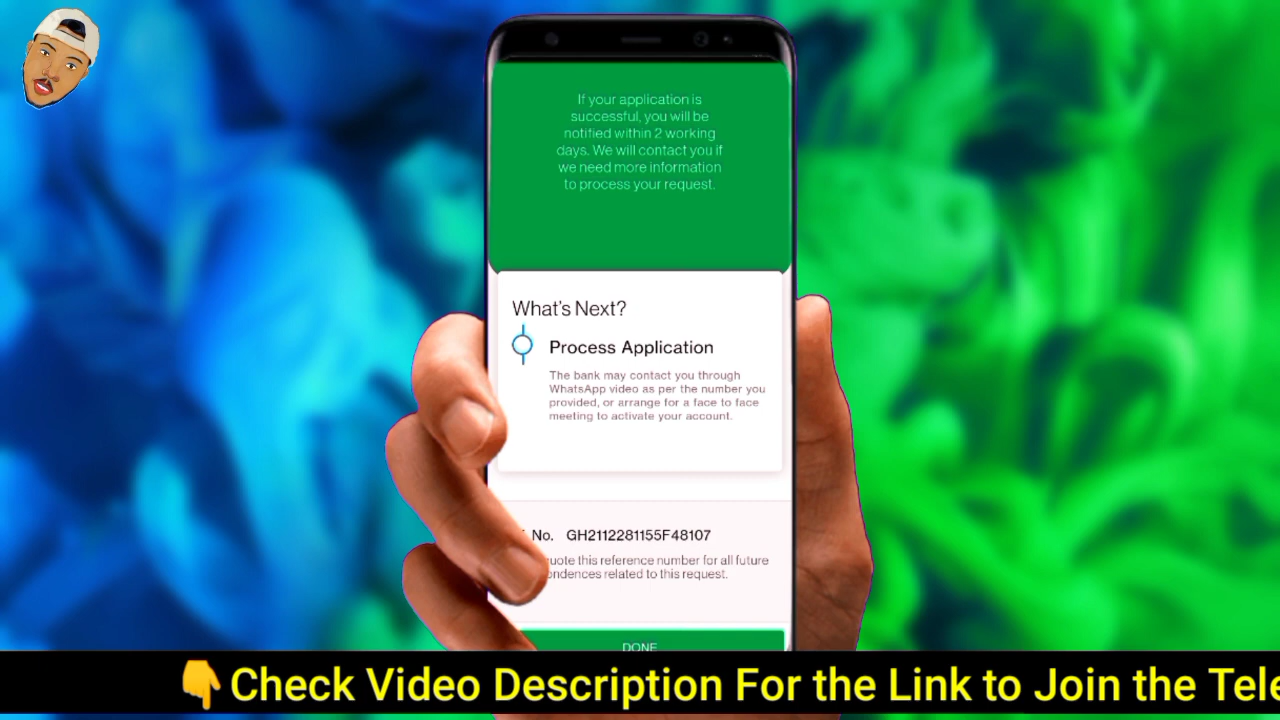 If your application is
successful, you will be
notified within 2 working
days. We will contact you if
we need more information
to process your request.
What's Next?
Process Application
The bank may contact you through
WhatsApp video as per the number you
provided, or arrange for a face to face
meeting to activate your account.
No. GH2112281155F48107
this reference number for all future
related to this request.
DONE
👇Check Video Description For the Link to Join the